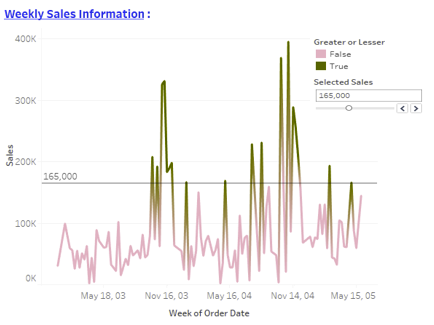 Weekly Sales Information :
Greater or Lesser
False
True
Selected Sales
165,000
Sales
400K
300K
200K
165,000
100K
0K
May 18, 03
Nov 16, 03
May 16, 04
Nov 14, 04
May 15, 05
Week of Order Date